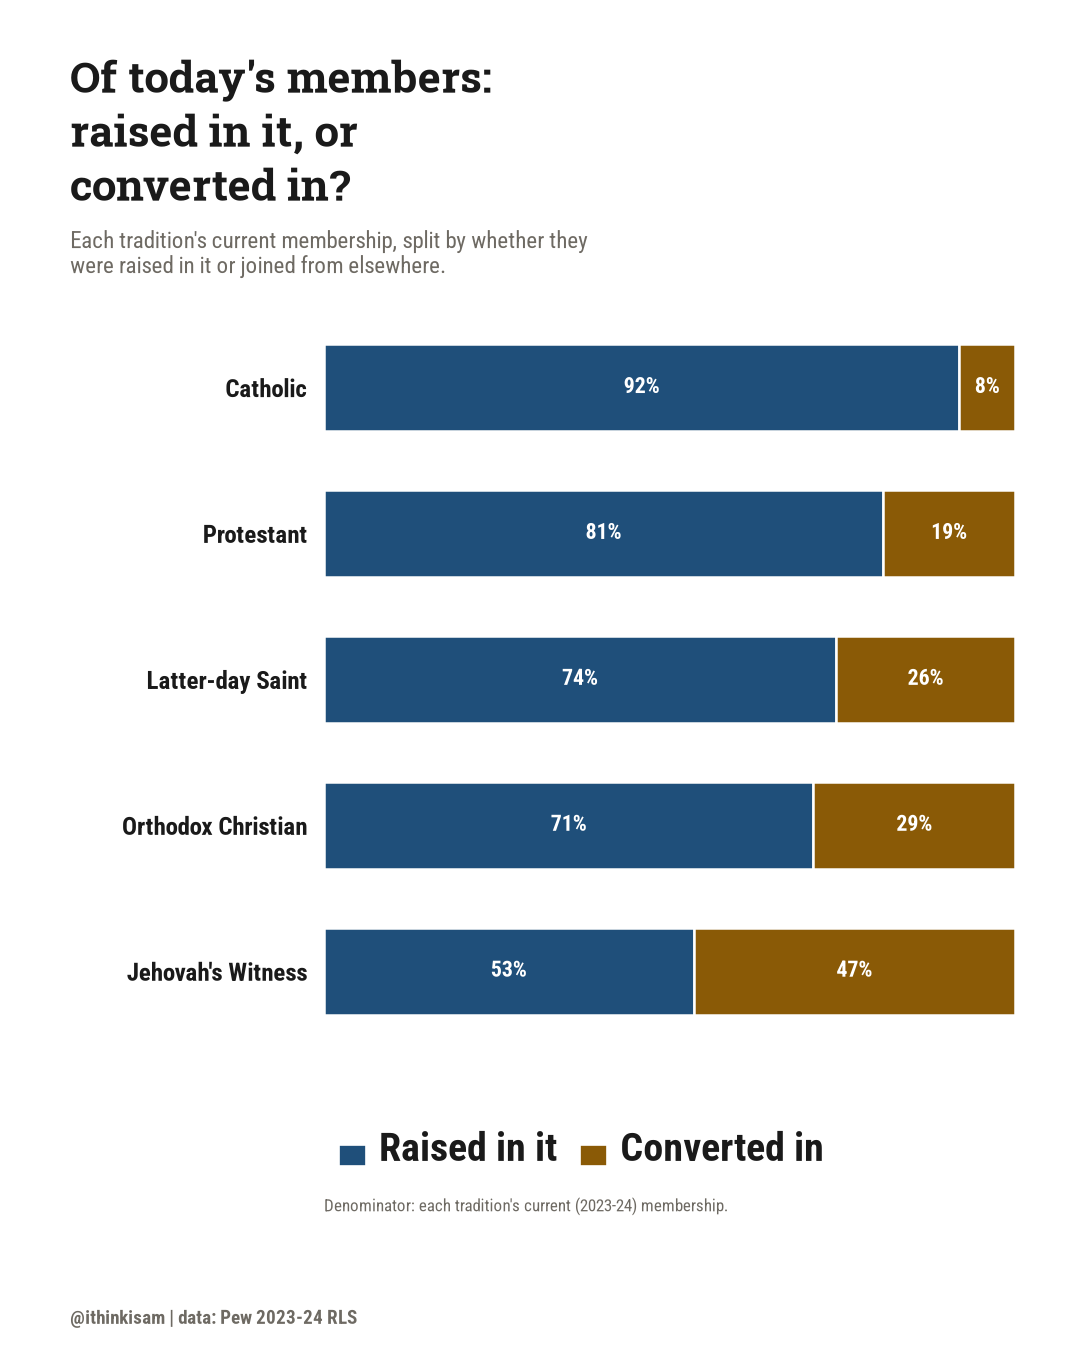 Of today's members:
raised in it, or
converted in?
Each tradition's current membership, split by whether they
were raised in it or joined from elsewhere.
Catholic 92% 8%
Protestant 81% 19%
Latter-day Saint 74% 26%
Orthodox Christian 71% 29%
Jehovah's Witness 53% 47%
Raised in it Converted in
Denominator: each tradition's current (2023-24) membership.
@ithinkisam | data: Pew 2023-24 RLS